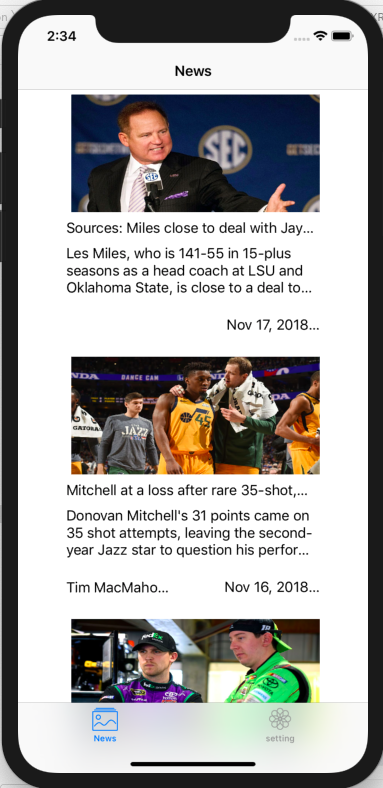 2:34
News
SEC
SEC
Sources: Miles close to deal with Jay...
Les Miles, who is 141-55 in 15-plus
seasons as a head coach at LSU and
Oklahoma State, is close to a deal to...
Nov 17, 2018...
DANCE CAM
GATORA
JAZZ
45
Mitchell at a loss after rare 35-shot,...
Donovan Mitchell's 31 points came on
35 shot attempts, leaving the second-
year Jazz star to question his perfor...
Tim MacMaho... Nov 16, 2018...
FedEx
News
setting